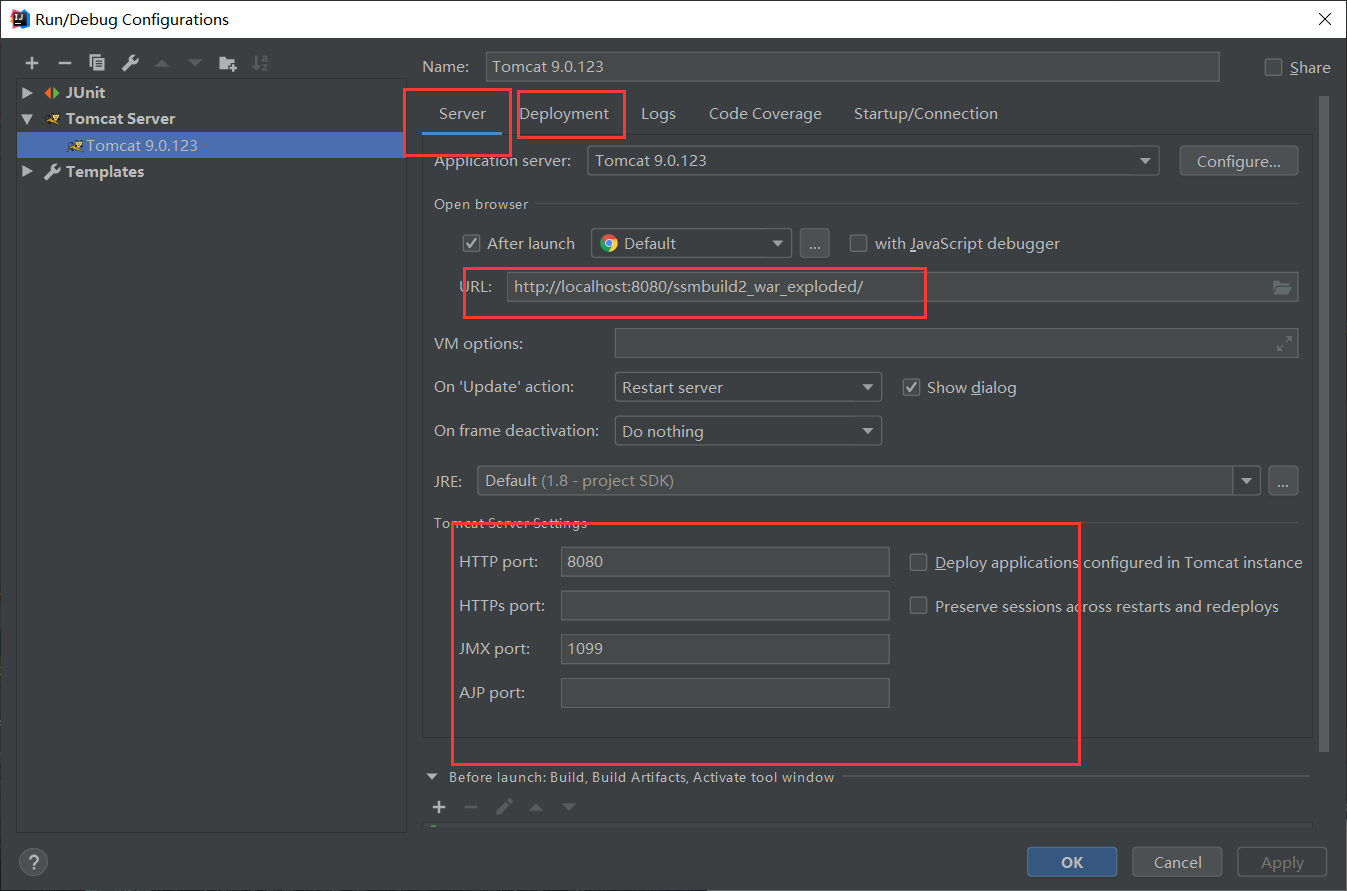 Run/Debug Configurations
Name: Tomcat 9.0.123 Share
JUnit
Tomcat Server
Tomcat 9.0.123
Templates
Server Deployment Logs Code Coverage Startup/Connection
Application server: Tomcat 9.0.123 Configure...
Open browser
After launch Default ... with JavaScript debugger
URL: http://localhost:8080/ssmbuild2_war_exploded/
VM options:
On 'Update' action: Restart server Show dialog
On frame deactivation: Do nothing
JRE: Default (1.8 - project SDK) ...
Tomcat Server Settings
HTTP port: 8080 Deploy applications configured in Tomcat instance
HTTPs port: Preserve sessions across restarts and redeploys
JMX port: 1099
AJP port:
Before launch: Build, Build Artifacts, Activate tool window
? OK Cancel Apply